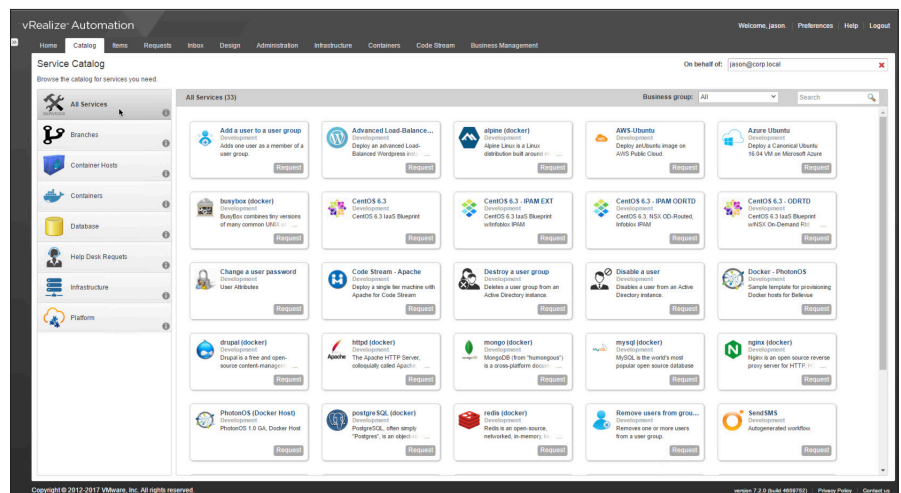 vRealize™ Automation
Welcome, jason. Preferences Help Logout
Home Catalog Items Requests Inbox Design Administration Infrastructure Containers Code Stream Business Management
Service Catalog
On behalf of: jason@corp.local
Browse the catalog for services you need.
All Services
Branches
Container Hosts
Containers
Database
Help Desk Requets
Infrastructure
Platform
All Services (33)
Business group: All
Search
Add a user to a user group
Development
Adds one user as a member of a
user group.
Request
Advanced Load-Balance...
Development
Deploy an advanced Load-
Balanced Wordpress ...
Request
alpine (docker)
Development
Alpine Linux is a Linux
distribution built around ...
Request
AWS-Ubuntu
Development
Deploy anUbuntu image on
AWS Public Cloud.
Request
Azure Ubuntu
Development
Deploy a Canonical Ubuntu
16.04 VM on Microsoft Azure
Request
busybox (docker)
Development
BusyBox combines tiny versions
of many common UNIX ...
Request
CentOS 6.3
Development
CentOS 6.3 IaaS Blueprint
Request
CentOS 6.3 - IPAM EXT
Development
CentOS 6.3 IaaS Blueprint
w/Infoblox IPAM
Request
CentOS 6.3 - IPAM ODRTD
Development
CentOS 6.3, NSX OD-Routed,
Infoblox IPAM
Request
CentOS 6.3 - ODRTD
Development
CentOS 6.3 IaaS Blueprint
w/NSX On-Demand ...
Request
Change a user password
Development
User Attributes
Request
Code Stream - Apache
Development
Deploy a single tier machine with
Apache for Code Stream
Request
Destroy a user group
Development
Deletes a user group from an
Active Directory instance.
Request
Disable a user
Development
Disables a user from an Active
Directory instance.
Request
Docker - PhotonOS
Development
Sample template for provisioning
Docker hosts for Bellevue
Request
drupal (docker)
Development
Drupal is a free and open-
source content-managem ...
Request
Apache
httpd (docker)
Development
The Apache HTTP Server,
colloquially called Apache ...
Request
mongo (docker)
Development
MongoDB (from "humongous")
is a cross-platform docum ...
Request
mysql (docker)
Development
MySQL is the world's most
popular open source database
Request
nginx (docker)
Development
Nginx is an open source reverse
proxy server for HTTP, ...
Request
PhotonOS (Docker Host)
Development
PhotonOS 1.0 GA, Docker Host
Request
postgreSQL (docker)
Development
PostgreSQL, often simply
"Postgres", is an object-r ...
Request
redis (docker)
Development
Redis is an open-source,
networked, in-memory, ...
Request
Remove users from grou...
Development
Removes one or more users
from a user group.
Request
SendSMS
Development
Autogenerated workflow
Request
Copyright © 2012-2017 VMware, Inc. All rights reserved.
version 7.2.0 (build 4659752) Privacy Policy Contact us